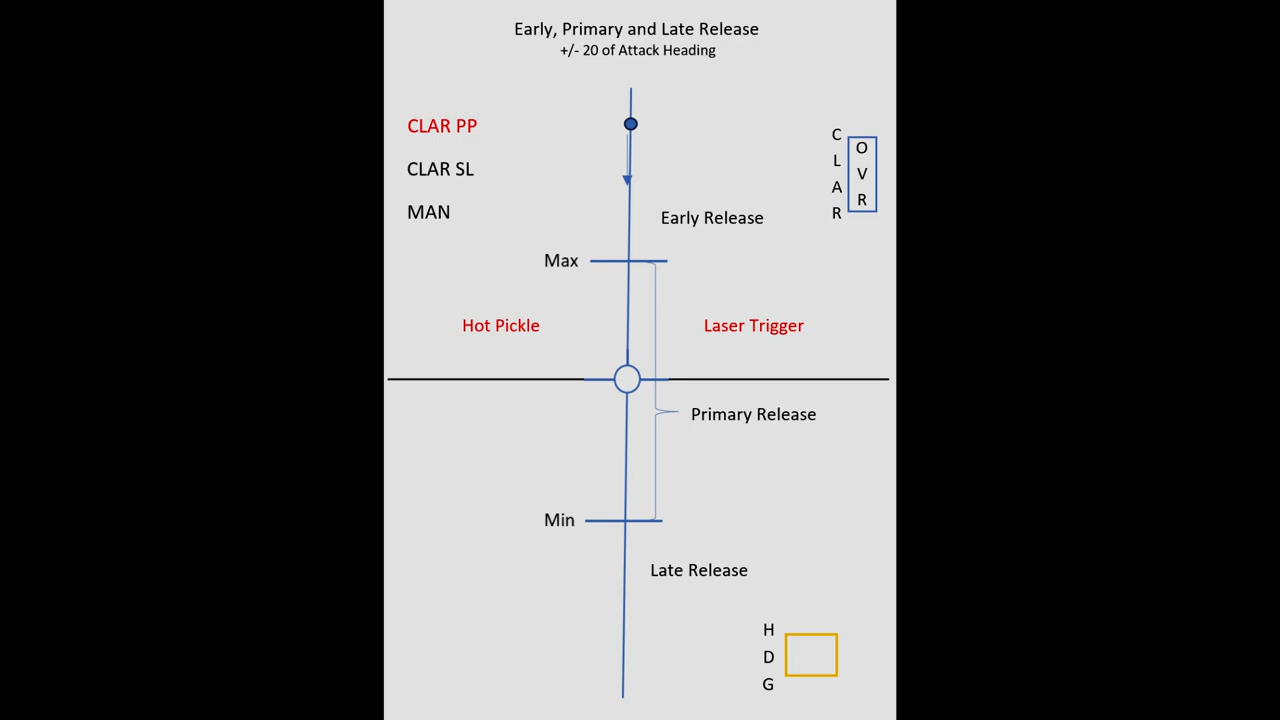 Early, Primary and Late Release
+/- 20 of Attack Heading
CLAR PP
CLAR SL
MAN
C
L
A
R
O
V
R
Early Release
Max
Hot Pickle
Laser Trigger
Primary Release
Min
Late Release
H
D
G